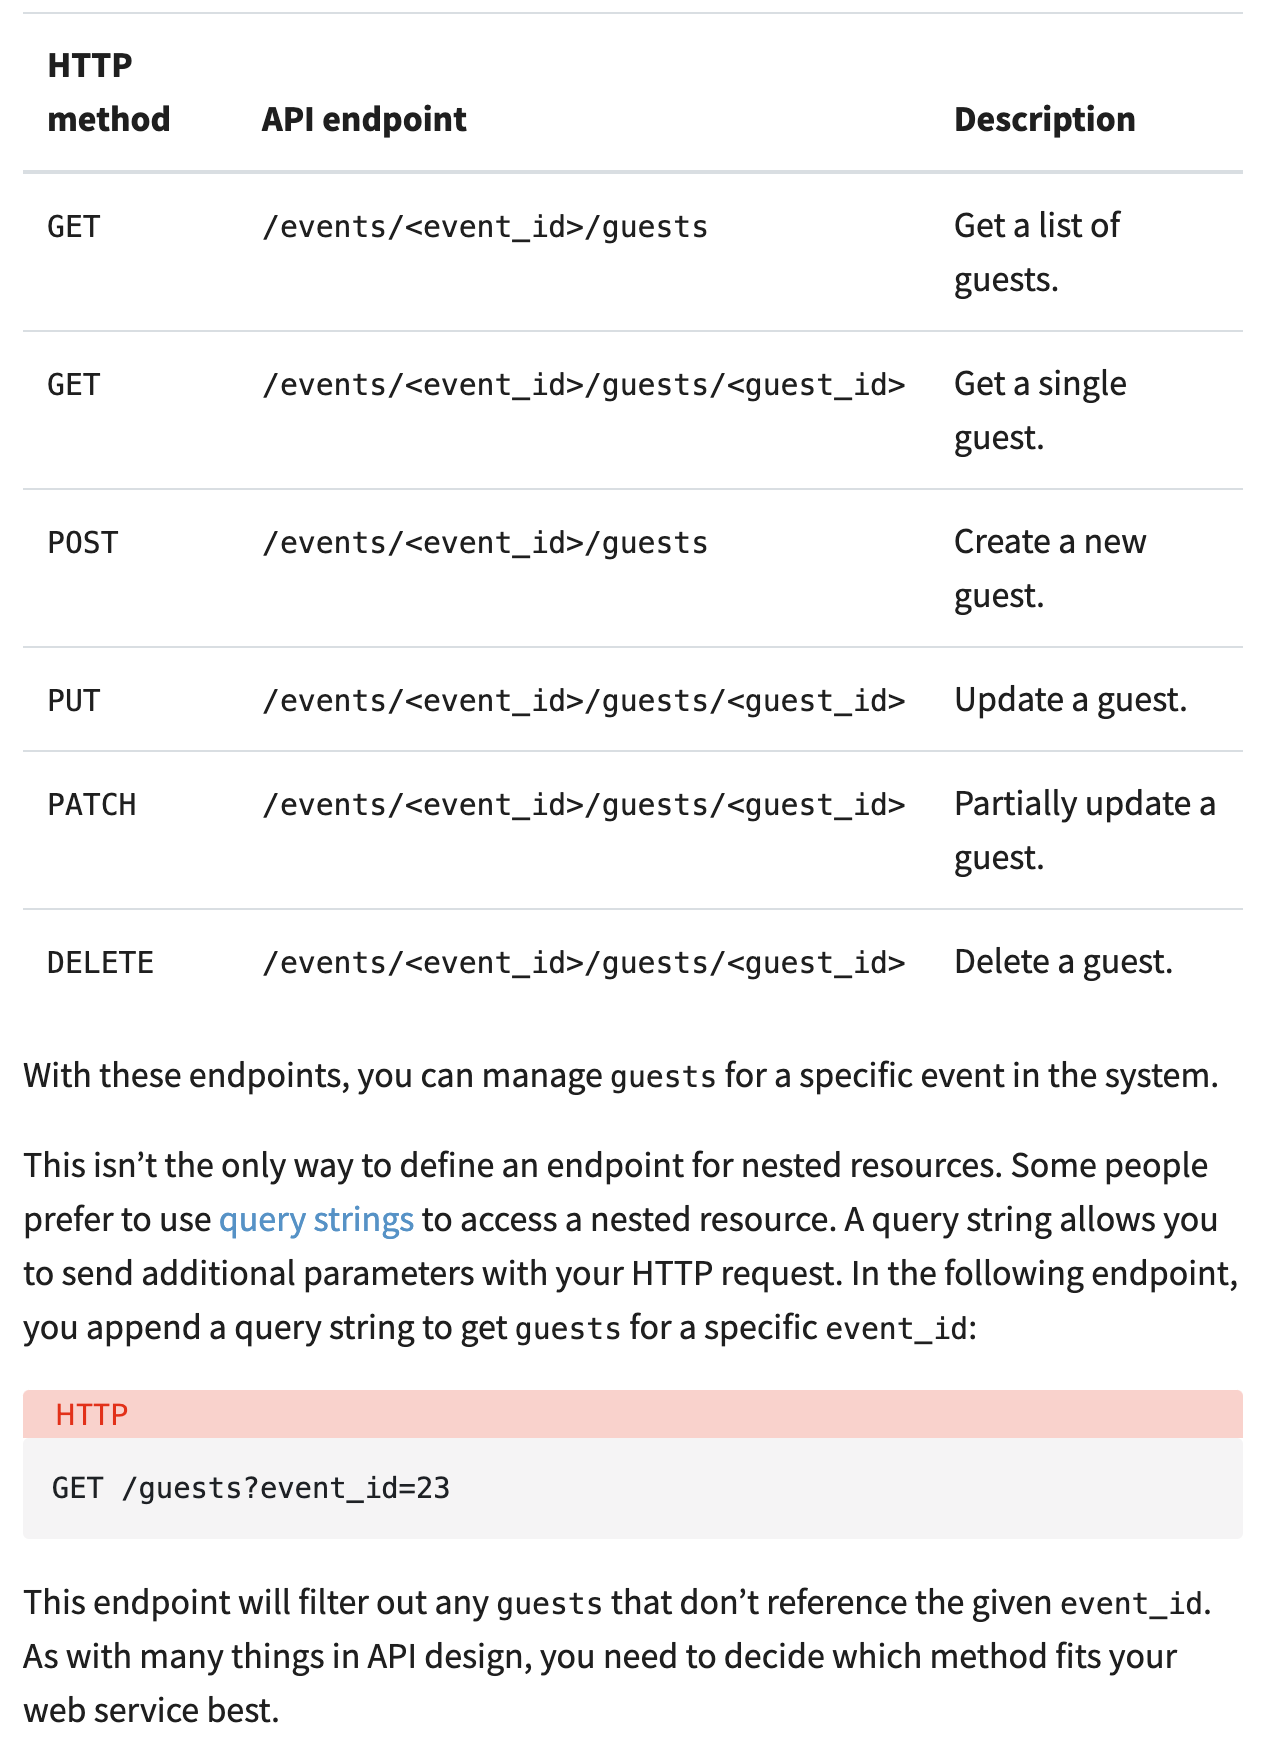 HTTP
method API endpoint Description
GET /events/<event_id>/guests Get a list of
guests.
GET /events/<event_id>/guests/<guest_id> Get a single
guest.
POST /events/<event_id>/guests Create a new
guest.
PUT /events/<event_id>/guests/<guest_id> Update a guest.
PATCH /events/<event_id>/guests/<guest_id> Partially update a
guest.
DELETE /events/<event_id>/guests/<guest_id> Delete a guest.
With these endpoints, you can manage guests for a specific event in the system.
This isn’t the only way to define an endpoint for nested resources. Some people
prefer to use query strings to access a nested resource. A query string allows you
to send additional parameters with your HTTP request. In the following endpoint,
you append a query string to get guests for a specific event_id:
HTTP
GET /guests?event_id=23
This endpoint will filter out any guests that don’t reference the given event_id.
As with many things in API design, you need to decide which method fits your
web service best.